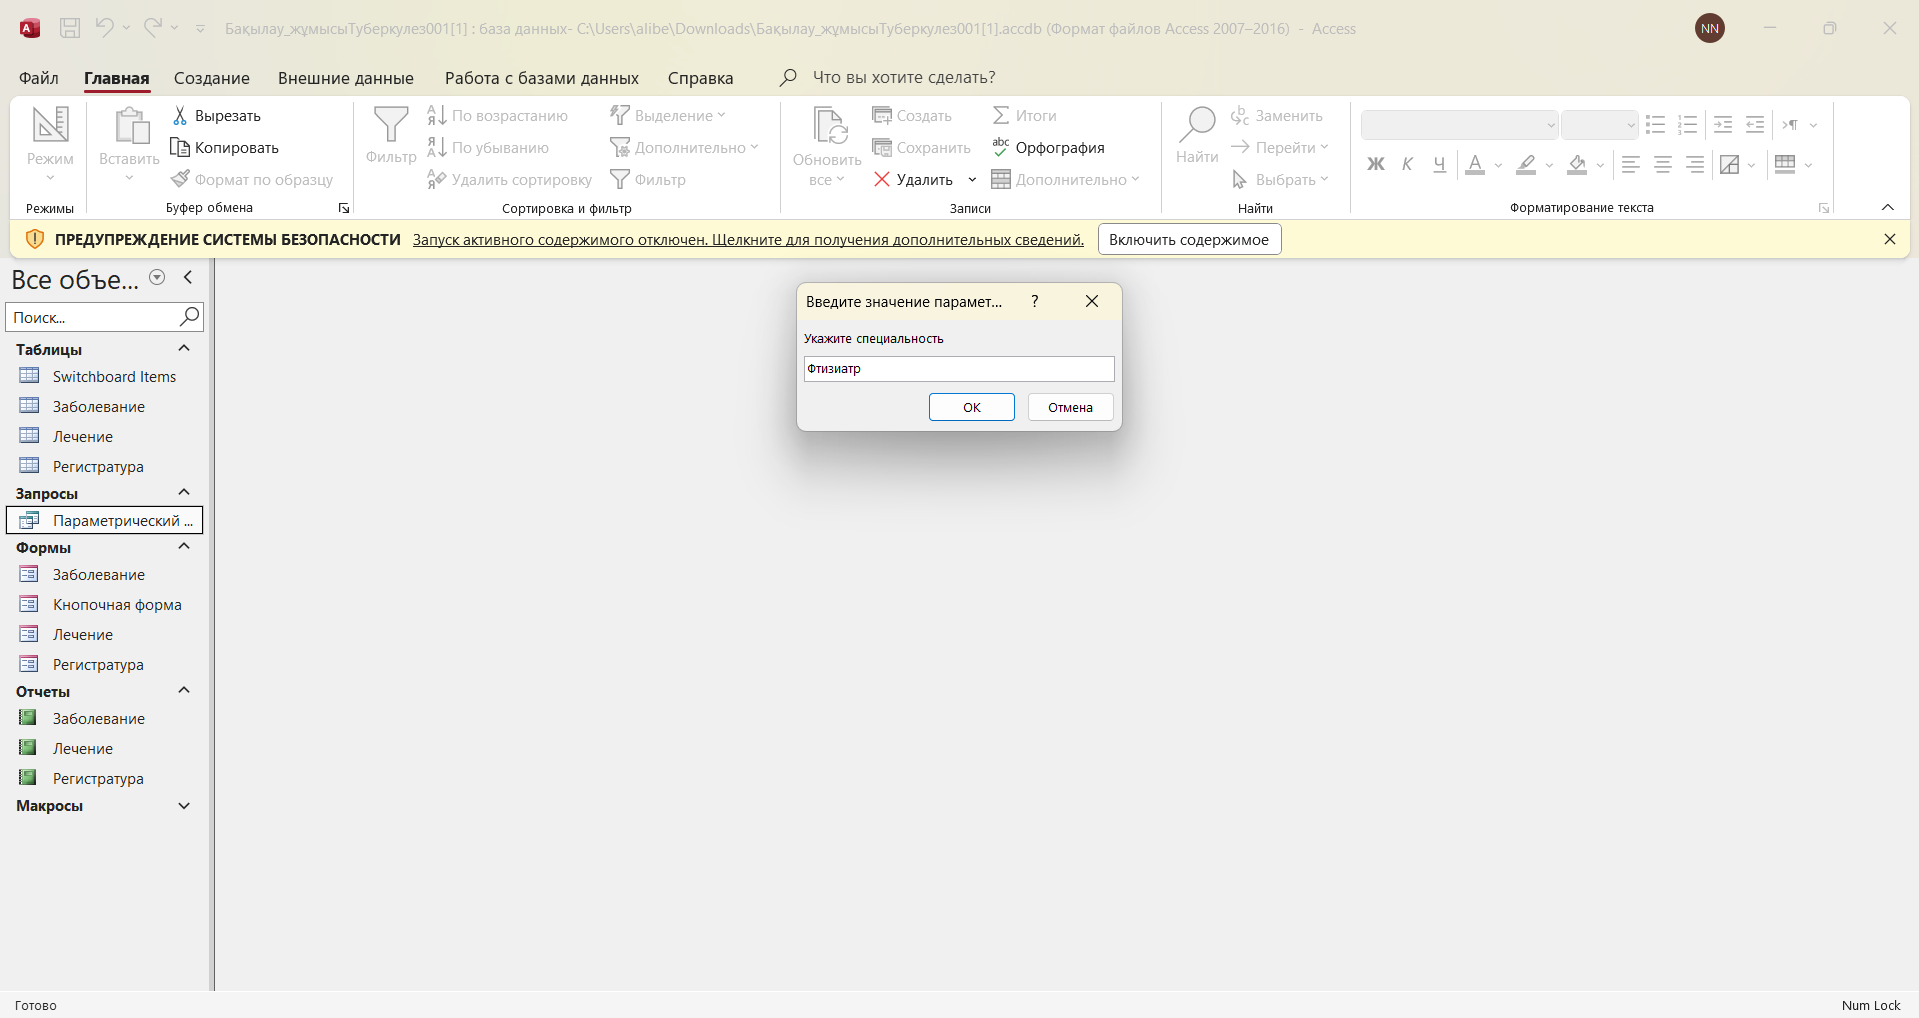 Бақылау_жұмысыТуберкулез001[1] : база данных- C:\Users\alibe\Downloads\Бақылау_жұмысыТуберкулез001[1].accdb (Формат файлов Access 2007–2016) - Access
NN
Файл Главная Создание Внешние данные Работа с базами данных Справка Что вы хотите сделать?
Режим
Режимы
Вставить
Вырезать
Копировать
Формат по образцу
Буфер обмена
Фильтр
По возрастанию
По убыванию
Удалить сортировку
Выделение
Дополнительно
Фильтр
Сортировка и фильтр
Обновить
все
Создать
Сохранить
Удалить
Итоги
Орфография
Дополнительно
Записи
Найти
Заменить
Перейти
Выбрать
Найти
Ж К Ч А
Форматирование текста
ПРЕДУПРЕЖДЕНИЕ СИСТЕМЫ БЕЗОПАСНОСТИ Запуск активного содержимого отключен. Щелкните для получения дополнительных сведений. Включить содержимое
Все объе...
Поиск...
Таблицы
Switchboard Items
Заболевание
Лечение
Регистратура
Запросы
Параметрический ...
Формы
Заболевание
Кнопочная форма
Лечение
Регистратура
Отчеты
Заболевание
Лечение
Регистратура
Макросы
Введите значение парамет... ?
Укажите специальность
Фтизиатр
ОК Отмена
Готово Num Lock